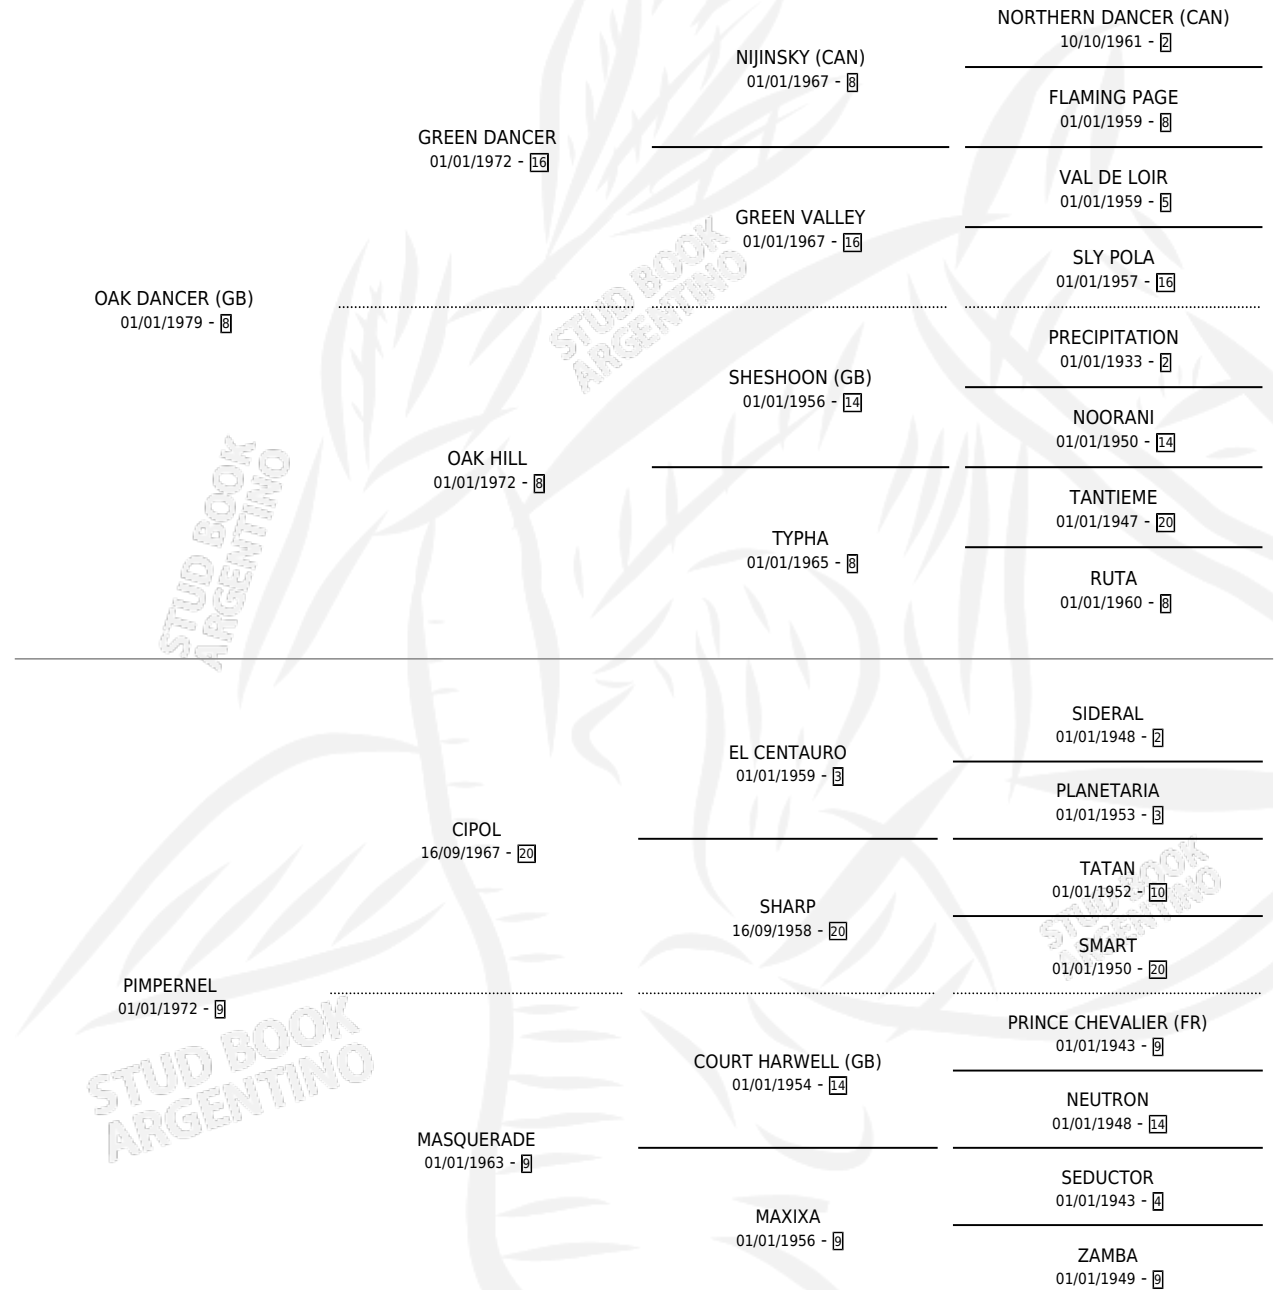 NORTHERN DANCER (CAN)
10/10/1961 - 2
NIJINSKY (CAN)
01/01/1967 - 8
FLAMING PAGE
01/01/1959 - 8
GREEN DANCER
01/01/1972 - 16
VAL DE LOIR
01/01/1959 - 5
GREEN VALLEY
01/01/1967 - 16
SLY POLA
01/01/1957 - 16
OAK DANCER (GB)
01/01/1979 - 8
PRECIPITATION
01/01/1933 - 2
SHESHOON (GB)
01/01/1956 - 14
NOORANI
01/01/1950 - 14
OAK HILL
01/01/1972 - 8
TANTIEME
01/01/1947 - 20
TYPHA
01/01/1965 - 8
RUTA
01/01/1960 - 8
SIDERAL
01/01/1948 - 2
EL CENTAURO
01/01/1959 - 3
PLANETARIA
01/01/1953 - 3
CIPOL
16/09/1967 - 20
TATAN
01/01/1952 - 10
SHARP
16/09/1958 - 20
SMART
01/01/1950 - 20
PIMPERNEL
01/01/1972 - 9
PRINCE CHEVALIER (FR)
01/01/1943 - 9
COURT HARWELL (GB)
01/01/1954 - 14
NEUTRON
01/01/1948 - 14
MASQUERADE
01/01/1963 - 9
SEDUCTOR
01/01/1943 - 4
MAXIXA
01/01/1956 - 9
ZAMBA
01/01/1949 - 9
STUD BOOK
ARGENTINO
STUD BOOK
ARGENTINO
STUD BOOK
ARGENTINO
STUD BOOK
ARGENTINO